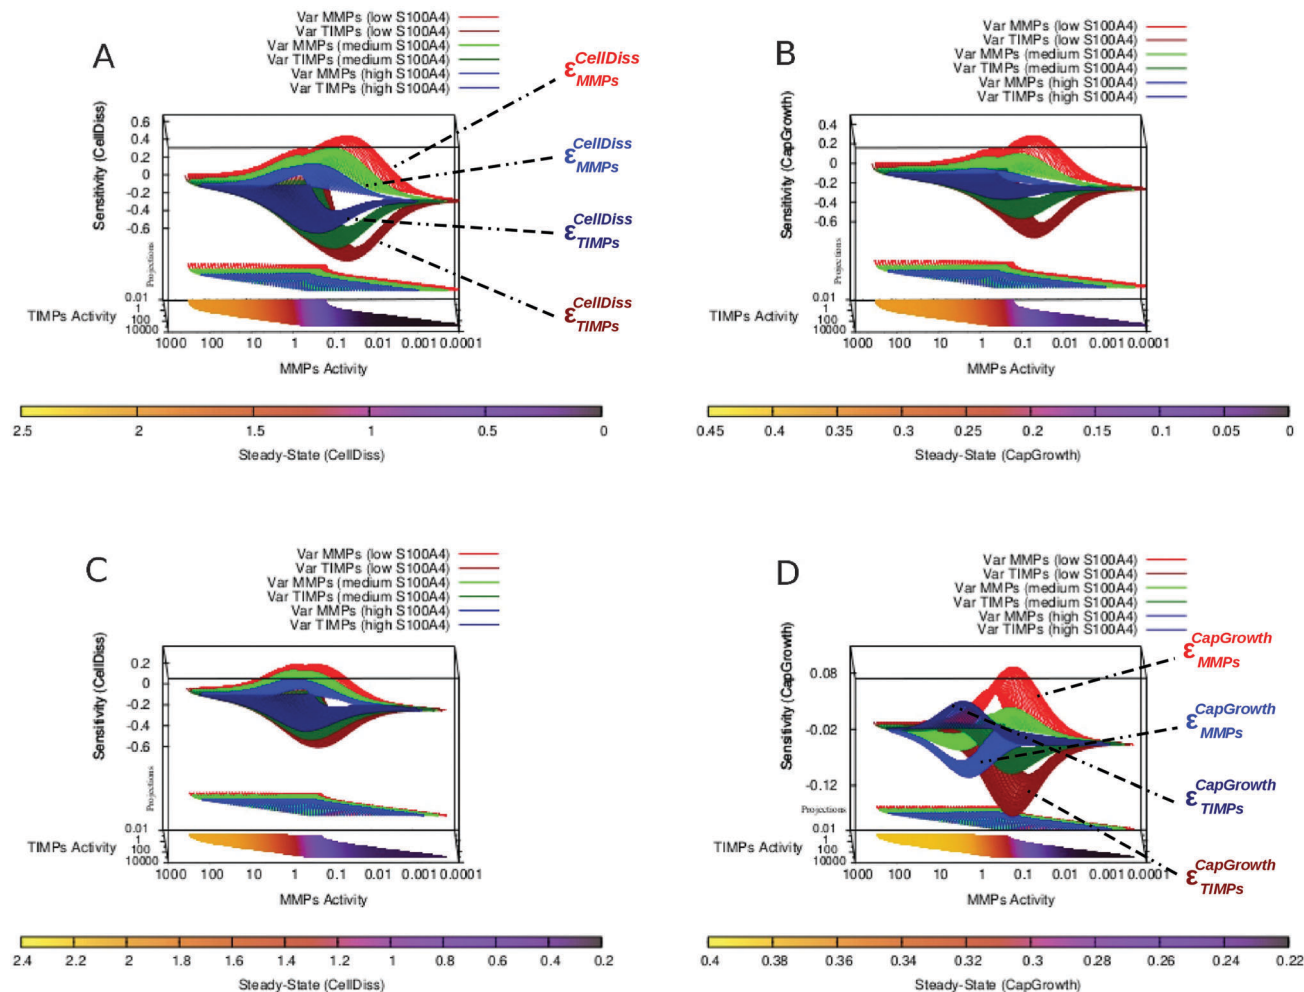 A
Var MMPs (low S100A4)
Var TIMPs (low S100A4)
Var MMPs (medium S100A4)
Var TIMPs (medium S100A4)
Var MMPs (high S100A4)
Var TIMPs (high S100A4)
εCellDiss MMPs
εCellDiss MMPs
εCellDiss TIMPs
εCellDiss TIMPs
Sensitivity (CellDiss)
0.6
0.4
0.2
0
-0.2
-0.4
-0.6
Projections
0.01
1
100
10000
TIMPs Activity
1000 100 10 1 0.1 0.01 0.001 0.0001
MMPs Activity
2.5 2 1.5 1 0.5 0
Steady-State (CellDiss)
B
Var MMPs (low S100A4)
Var TIMPs (low S100A4)
Var MMPs (medium S100A4)
Var TIMPs (medium S100A4)
Var MMPs (high S100A4)
Var TIMPs (high S100A4)
Sensitivity (CapGrowth)
0.4
0.2
0
-0.2
-0.4
-0.6
Projections
0.01
1
100
10000
TIMPs Activity
1000 100 10 1 0.1 0.01 0.001 0.0001
MMPs Activity
0.45 0.4 0.35 0.3 0.25 0.2 0.15 0.1 0.05 0
Steady-State (CapGrowth)
C
Var MMPs (low S100A4)
Var TIMPs (low S100A4)
Var MMPs (medium S100A4)
Var TIMPs (medium S100A4)
Var MMPs (high S100A4)
Var TIMPs (high S100A4)
Sensitivity (CellDiss)
0.2
0
-0.2
-0.4
-0.6
Projections
0.01
1
100
10000
TIMPs Activity
1000 100 10 1 0.1 0.01 0.001 0.0001
MMPs Activity
2.4 2.2 2 1.8 1.6 1.4 1.2 1 0.8 0.6 0.4 0.2
Steady-State (CellDiss)
D
Var MMPs (low S100A4)
Var TIMPs (low S100A4)
Var MMPs (medium S100A4)
Var TIMPs (medium S100A4)
Var MMPs (high S100A4)
Var TIMPs (high S100A4)
εCapGrowth MMPs
εCapGrowth MMPs
εCapGrowth TIMPs
εCapGrowth TIMPs
Sensitivity (CapGrowth)
0.08
-0.02
-0.12
Projections
0.01
1
100
10000
TIMPs Activity
1000 100 10 1 0.1 0.01 0.001 0.0001
MMPs Activity
0.4 0.38 0.36 0.34 0.32 0.3 0.28 0.26 0.24 0.22
Steady-State (CapGrowth)